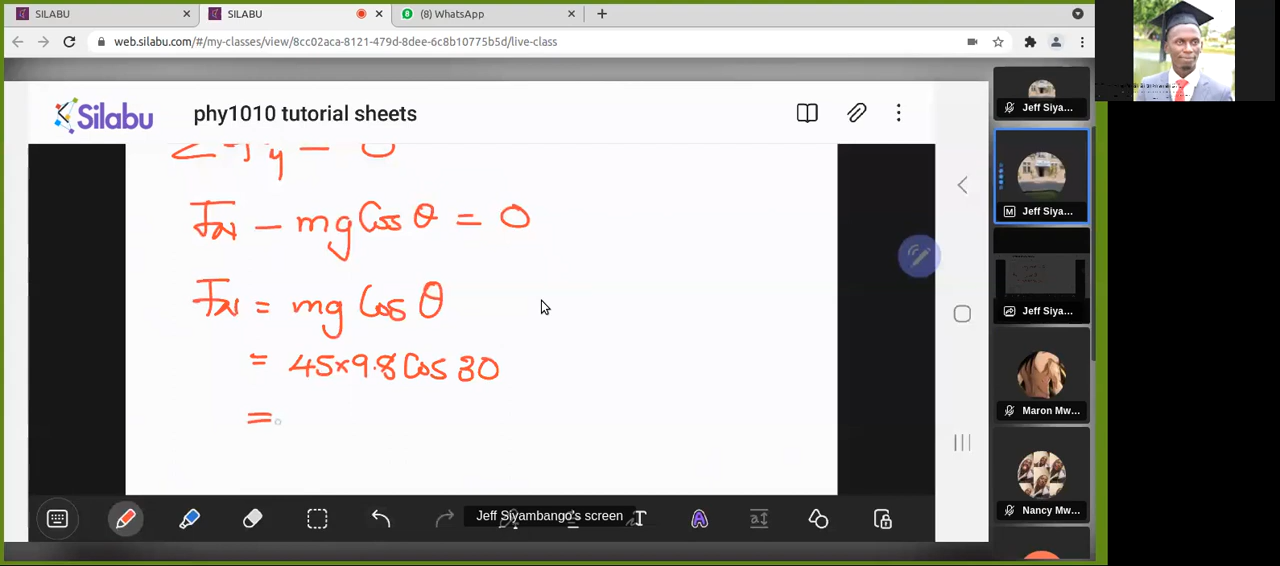 SILABU
SILABU
(8) WhatsApp
web.silabu.com/#/my-classes/view/8cc02aca-8121-479d-8dee-6c8b10775b5d/live-class
Silabu
phy1010 tutorial sheets
Jeff Siya...
ΣFy = 0
FN - mg Cos θ = 0
Jeff Siya...
FN = mg Cos θ
Jeff Siya...
= 45×9.8 Cos 30
Maron Mw...
=
Jeff Siyambango's screen
Nancy Mw...